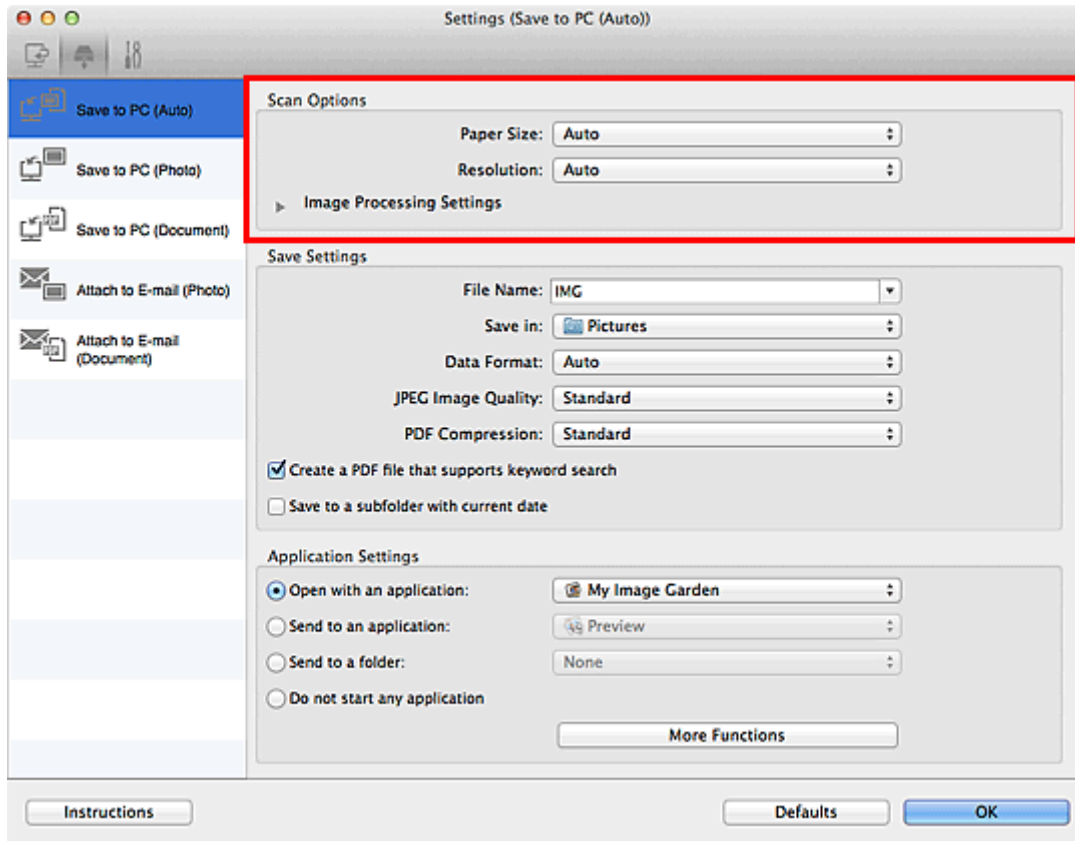 Settings (Save to PC (Auto))
Save to PC (Auto)
Save to PC (Photo)
Save to PC (Document)
Attach to E-mail (Photo)
Attach to E-mail
(Document)
Scan Options
Paper Size: Auto
Resolution: Auto
Image Processing Settings
Save Settings
File Name: IMG
Save in: Pictures
Data Format: Auto
JPEG Image Quality: Standard
PDF Compression: Standard
Create a PDF file that supports keyword search
Save to a subfolder with current date
Application Settings
Open with an application: My Image Garden
Send to an application: Preview
Send to a folder: None
Do not start any application
More Functions
Instructions
Defaults
OK